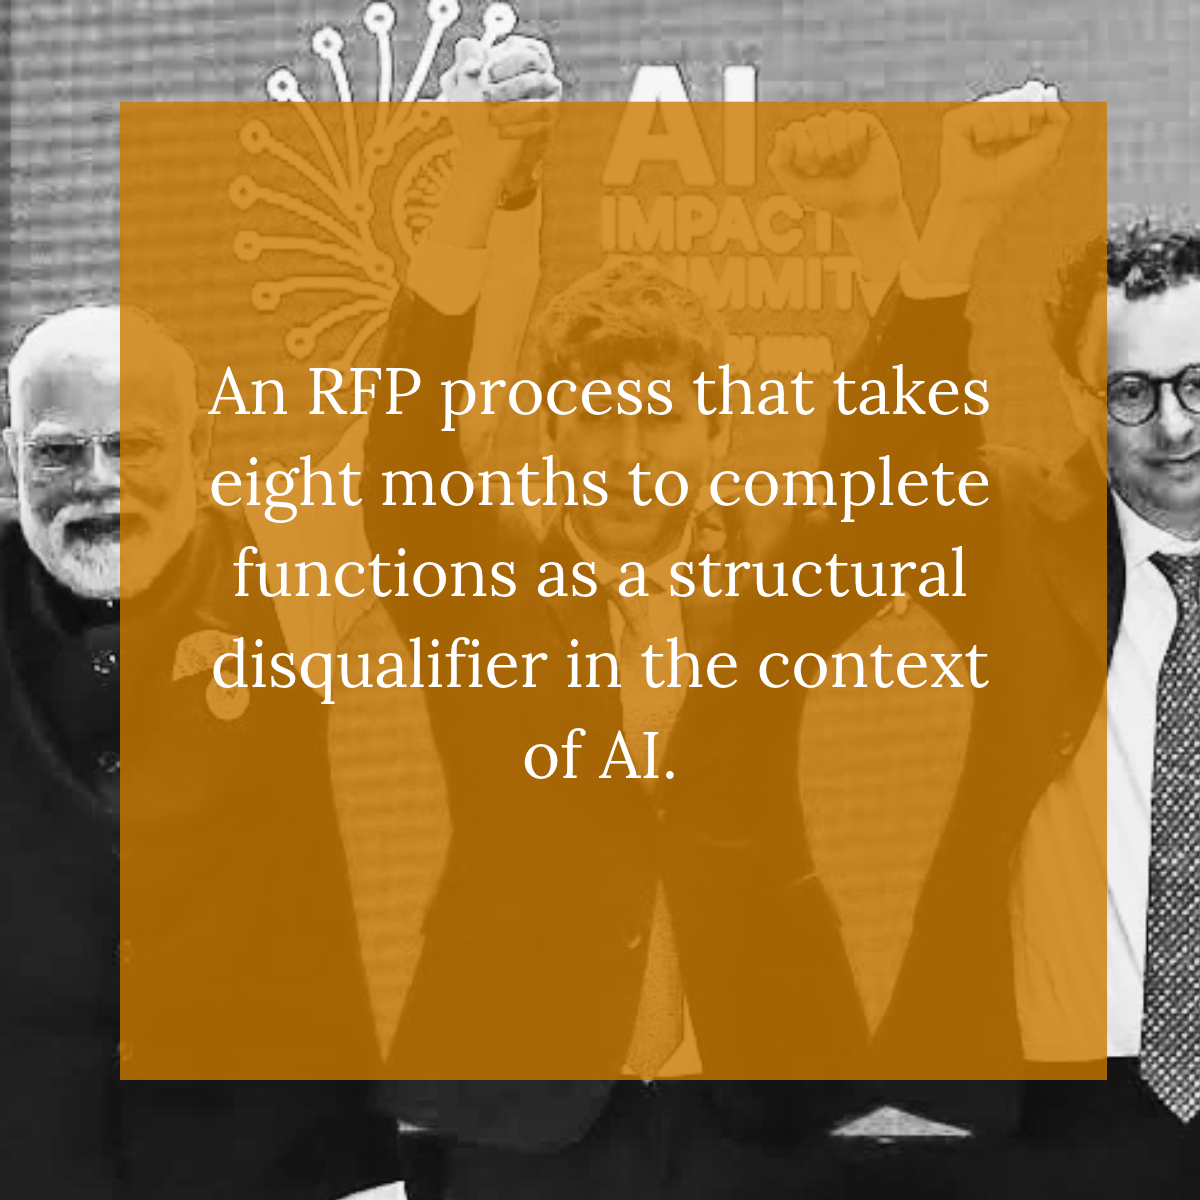 AI
IMPACT
SUMMIT
An RFP process that takes
eight months to complete
functions as a structural
disqualifier in the context
of AI.